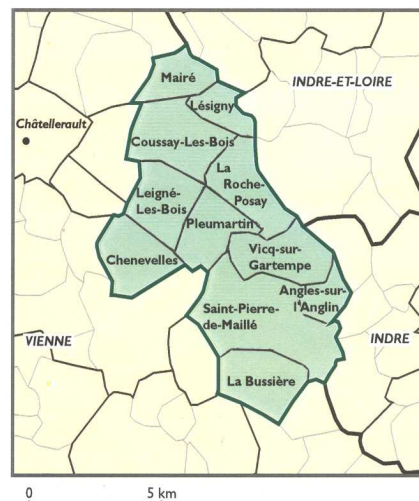 Mairé
INDRE-ET-LOIRE
Lésigny
Châtellerault
Coussay-Les-Bois
La
Roche-
Posay
Leigné-
Les-Bois
Pleumartin
Vicq-sur-
Gartempe
Chenevelles
Angles-sur-
l'Anglin
Saint-Pierre-
de-Maillé
VIENNE
INDRE
La Bussière
0 5 km